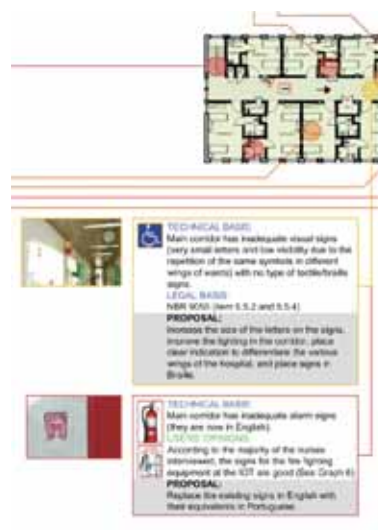 TECHNICAL BASIS:
Main corridor has inadequate visual signs
(very small letters and low visibility due to the
repetition of the same symbols in different
wings of wards) with no type of tactile/braille
signs.
LEGAL BASIS:
NBR 9050 (item 5.5.2 and 5.5.4)
PROPOSAL:
Increase the size of the letters on the signs,
improve the lighting in the corridor, place
clear indication to differentiate the various
wings of the hospital, and place signs in
Braille.
TECHNICAL BASIS:
Main corridor has inadequate alarm signs
(they are now in English).
USERS' OPINIONS:
According to the majority of the nurses
interviewed, the signs for the fire fighting
equipment at the IOT are good (See Graph 6)
PROPOSAL:
Replace the existing signs in English with
their equivalents in Portuguese.